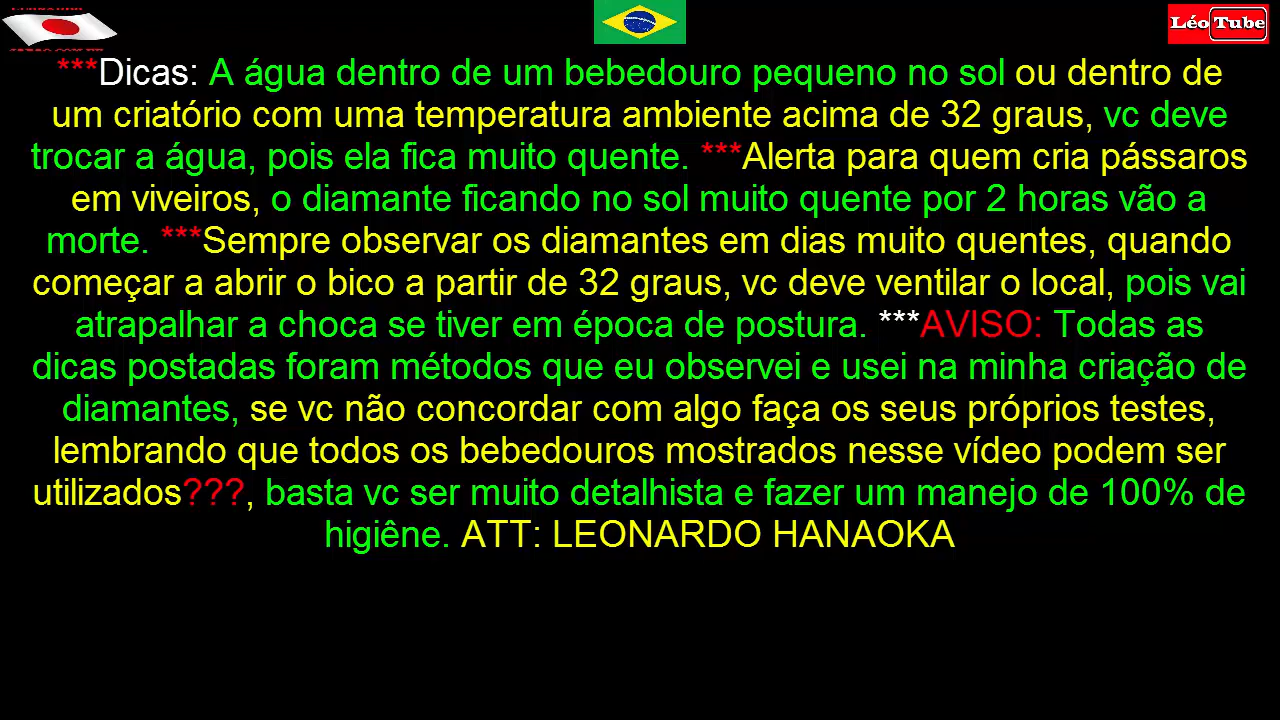 Léo Tube
***Dicas: A água dentro de um bebedouro pequeno no sol ou dentro de
um criatório com uma temperatura ambiente acima de 32 graus, vc deve
trocar a água, pois ela fica muito quente. ***Alerta para quem cria pássaros
em viveiros, o diamante ficando no sol muito quente por 2 horas vão a
morte. ***Sempre observar os diamantes em dias muito quentes, quando
começar a abrir o bico a partir de 32 graus, vc deve ventilar o local, pois vai
atrapalhar a choca se tiver em época de postura. ***AVISO: Todas as
dicas postadas foram métodos que eu observei e usei na minha criação de
diamantes, se vc não concordar com algo faça os seus próprios testes,
lembrando que todos os bebedouros mostrados nesse vídeo podem ser
utilizados???, basta vc ser muito detalhista e fazer um manejo de 100% de
higiêne. ATT: LEONARDO HANAOKA